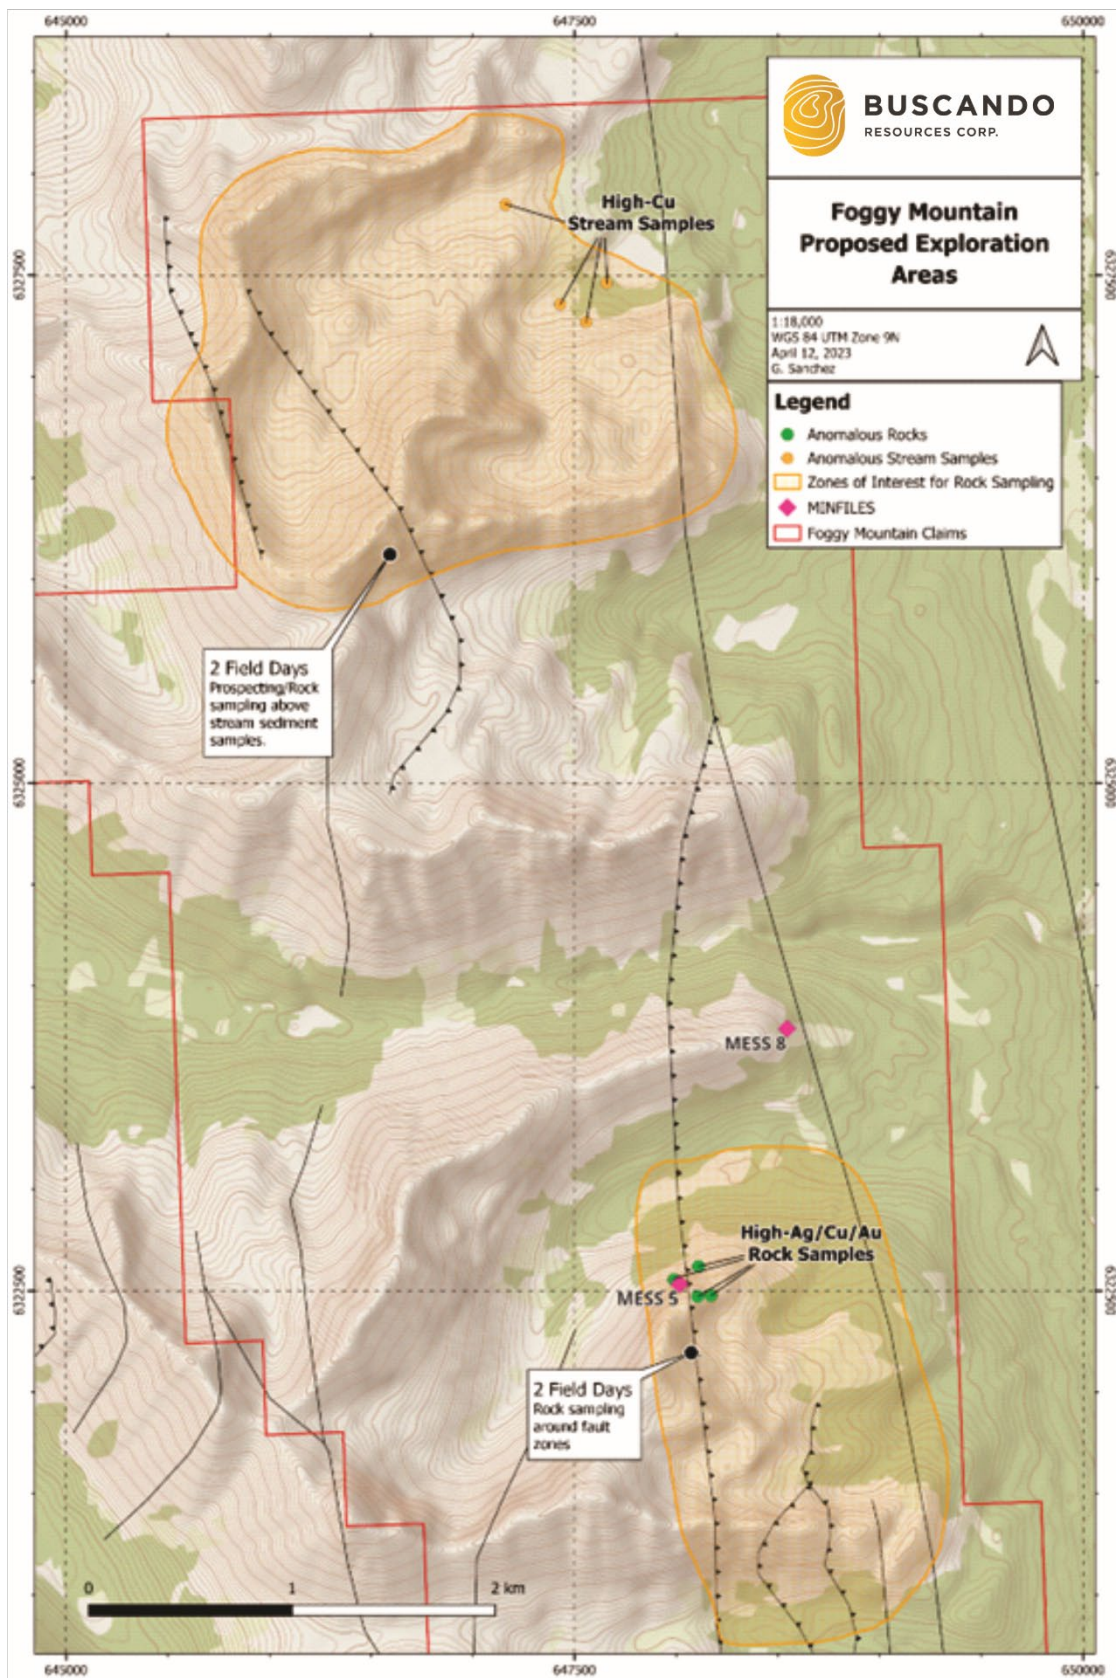 645000
647500
650000
BUSCANDO
RESOURCES CORP.
Foggy Mountain
Proposed Exploration
Areas
1:18,000
WGS 84 UTM Zone 9N
April 12, 2023
G. Sanchez
Legend
Anomalous Rocks
Anomalous Stream Samples
Zones of Interest for Rock Sampling
MINFILES
Foggy Mountain Claims
High-Cu
Stream Samples
6327500
6327500
2 Field Days
Prospecting/Rock
sampling above
stream sediment
samples.
6325000
6325000
MESS 8
High-Ag/Cu/Au
Rock Samples
MESS 5
6322500
6322500
2 Field Days
Rock sampling
around fault
zones
0
1
2 km
645000
647500
650000